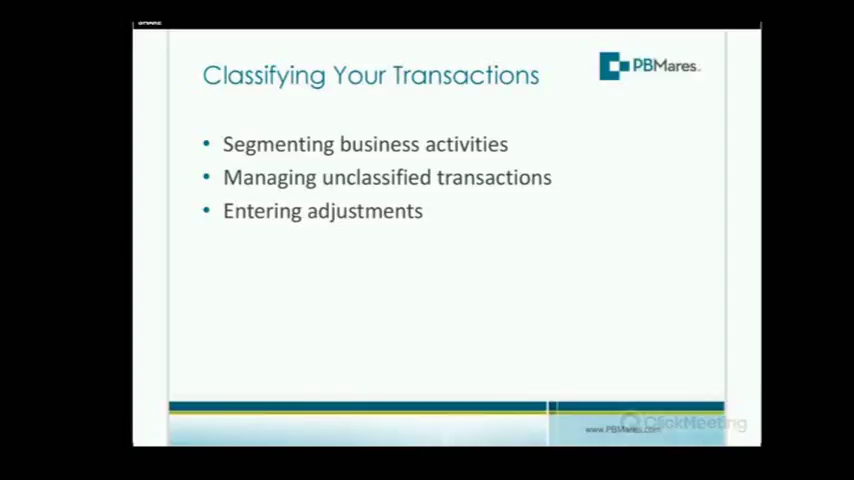 Classifying Your Transactions
PBMares
• Segmenting business activities
• Managing unclassified transactions
• Entering adjustments
www.PBMares.com
ClickMeeting